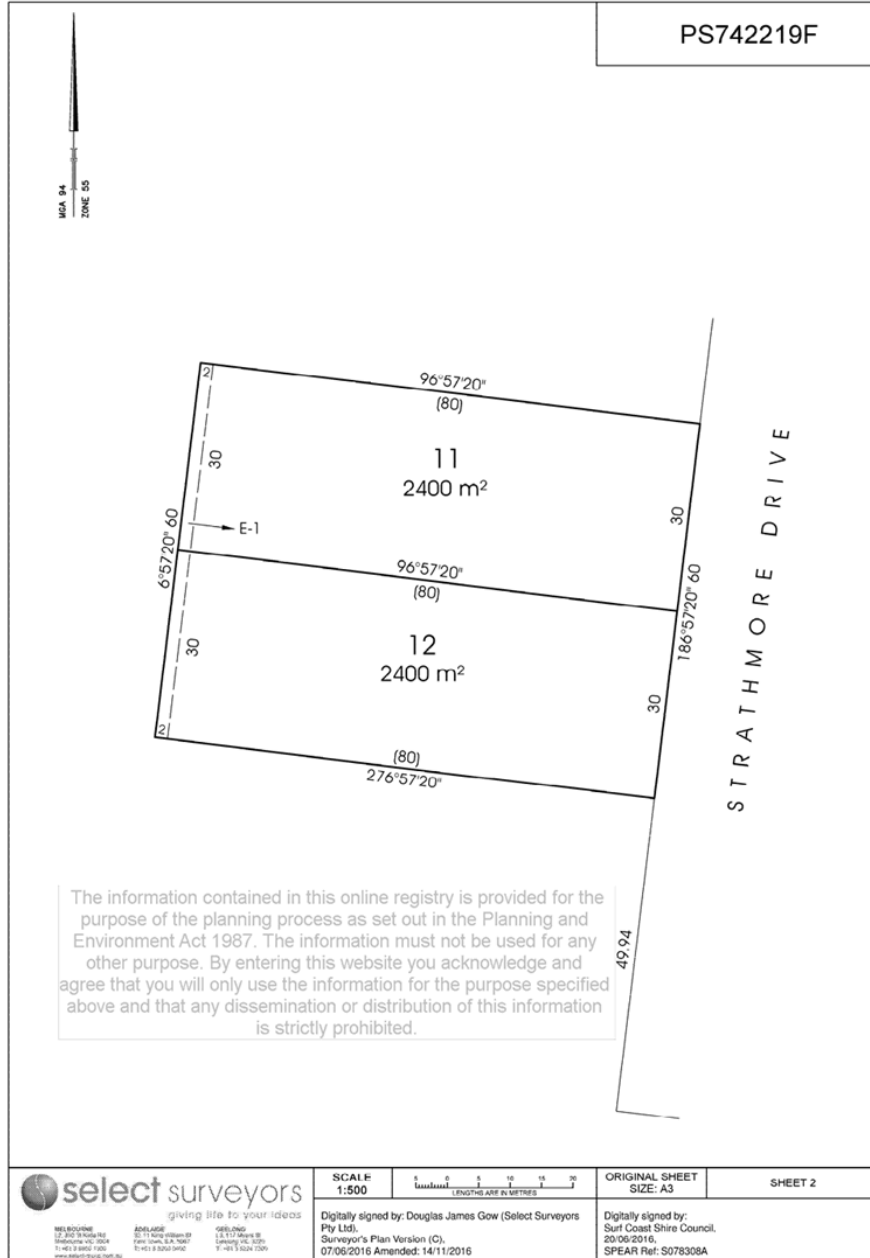 PS742219F
MGA 94
ZONE 55
96°57'20"
(80)
2
30
11
2400 m²
30
E-1
6°57'20" 60
96°57'20"
(80)
186°57'20" 60
12
2400 m²
30
30
2
(80)
276°57'20"
STRATHMORE DRIVE
49.94
The information contained in this online registry is provided for the
purpose of the planning process as set out in the Planning and
Environment Act 1987. The information must not be used for any
other purpose. By entering this website you acknowledge and
agree that you will only use the information for the purpose specified
above and that any dissemination or distribution of this information
is strictly prohibited.
select surveyors
giving life to your ideas
MELBOURNE
ADELAIDE
GEELONG
SCALE
1:500
5 0 5 10 15 20
LENGTHS ARE IN METRES
ORIGINAL SHEET
SIZE: A3
SHEET 2
Digitally signed by: Douglas James Gow (Select Surveyors
Pty Ltd),
Surveyor's Plan Version (C),
07/06/2016 Amended: 14/11/2016
Digitally signed by:
Surf Coast Shire Council,
20/06/2016,
SPEAR Ref: S078308A